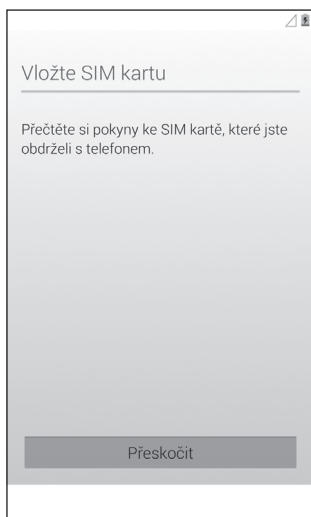 Vložte SIM kartu
Přečtěte si pokyny ke SIM kartě, které jste
obdrželi s telefonem.
Přeskočit